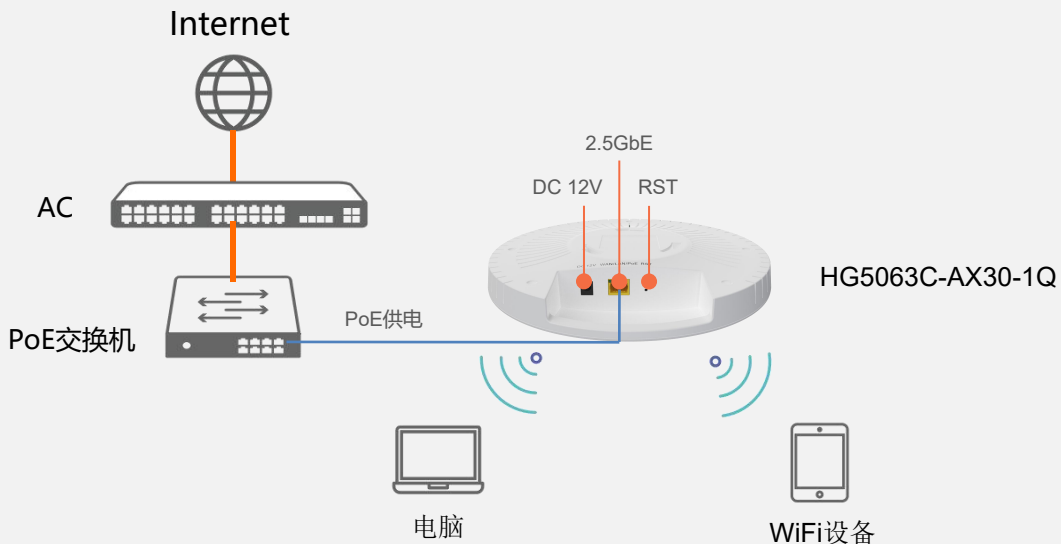 Internet
2.5GbE
DC 12V
RST
AC
HG5063C-AX30-1Q
PoE供电
PoE交换机
电脑
WiFi设备